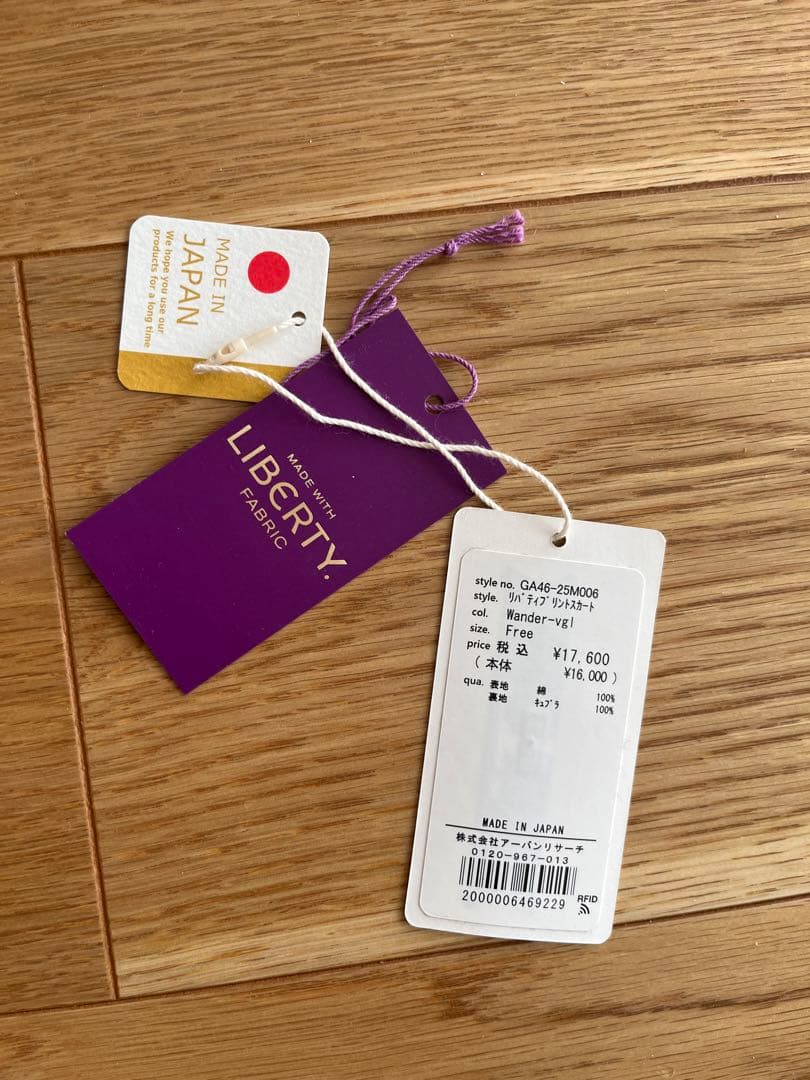 MADE IN
JAPAN
We hope you use our
products for a long time
MADE WITH
LIBERTY.
FABRIC
style no. GA46-25M006
style. ﾘﾊﾞﾃｨﾌﾟﾘﾝﾄｽｶｰﾄ
col. Wander-vgl
size. Free
price 税 込 ¥17,600
( 本体 ¥16,000 )
qua. 表地 綿 100%
裏地 ｷｭﾌﾟﾗ 100%
MADE IN JAPAN
株式会社アーバンリサーチ
0120-967-013
2000006469229
RFID